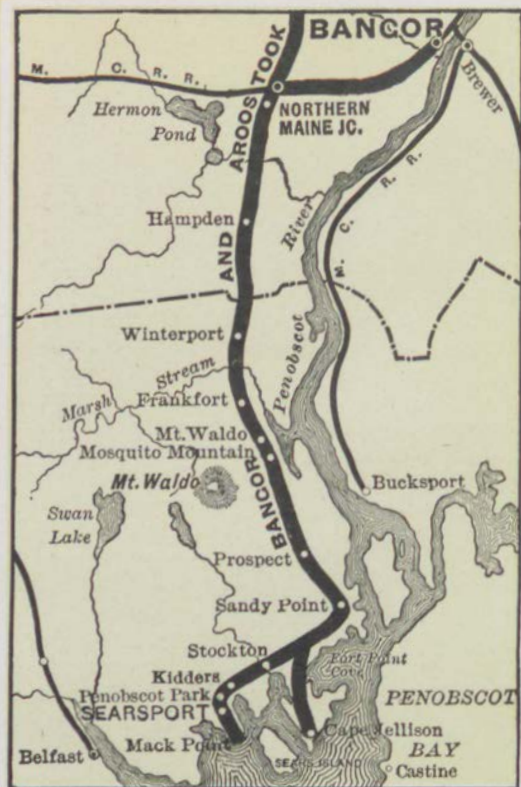 BANGOR
M. C. R. R.
Brewer
Hermon
Pond
NORTHERN
MAINE JC.
AROOSTOOK
Hampden
River
M. C. R. R.
AND
Winterport
Penobscot
Stream
Marsh
Frankfort
Mt. Waldo
Mosquito Mountain
Mt. Waldo
BANGOR
Bucksport
Swan
Lake
Prospect
Sandy Point
Stockton
Fort Point
Cove
Kidders
Penobscot Park
SEARSPORT
PENOBSCOT
BAY
Mack Point
Cape Jellison
Belfast
SEARS ISLAND
Castine